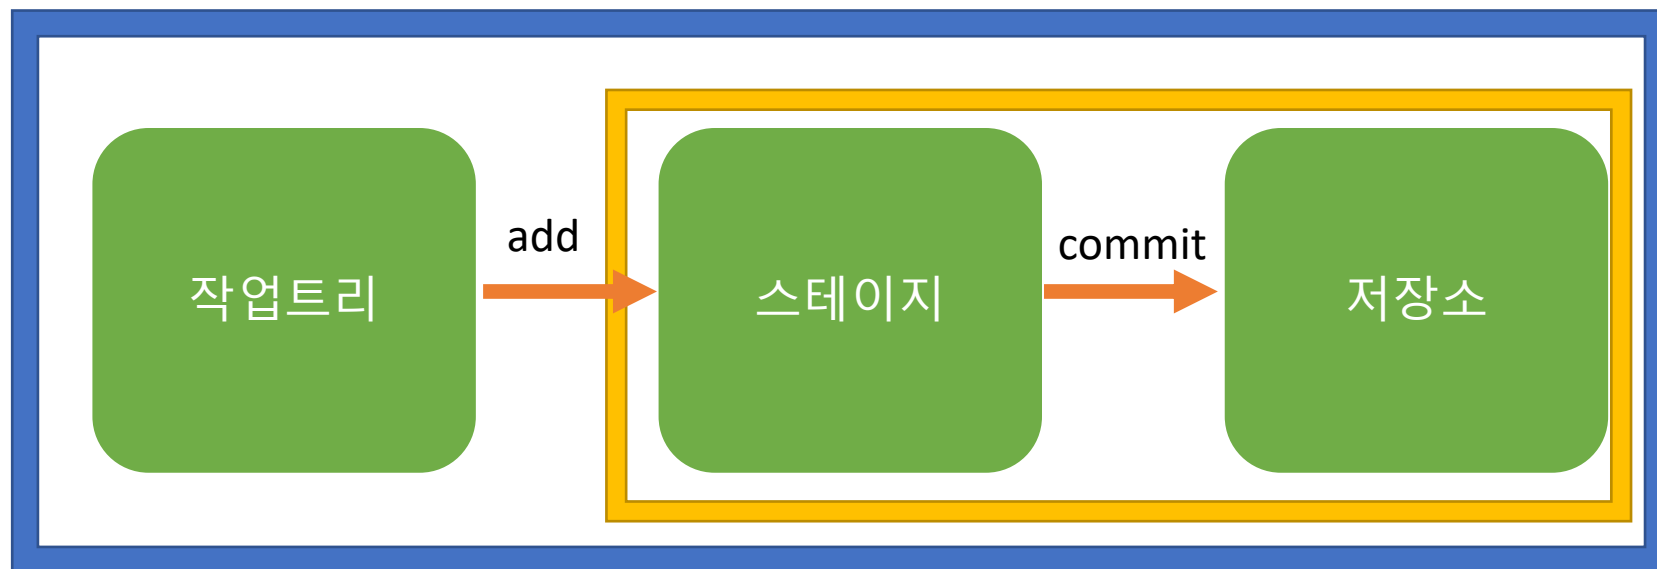 작업트리
add
스테이지
commit
저장소